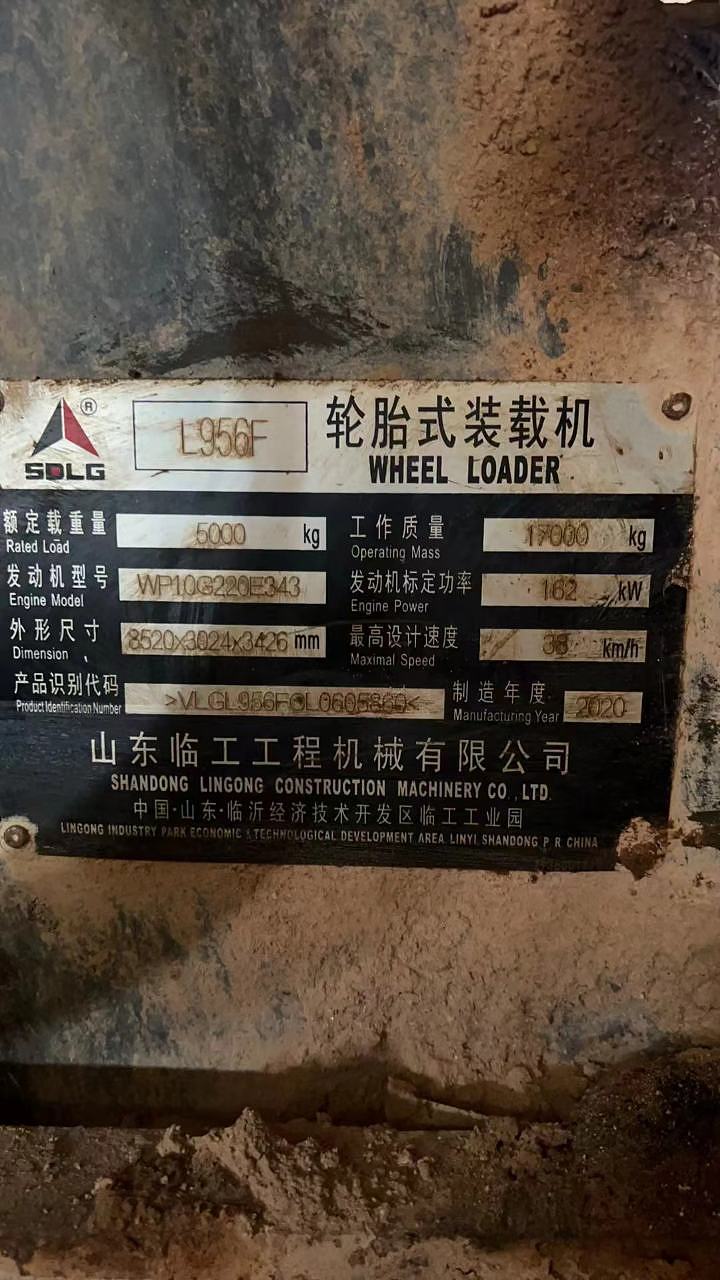 SDLG ®
L956F
轮胎式装载机
WHEEL LOADER
额定载重量 5000 kg 工作质量 17000 kg
Rated Load Operating Mass
发动机型号 WP10G220E343 发动机标定功率 162 kW
Engine Model Engine Power
外形尺寸 8520x3024x3426 mm 最高设计速度 38 km/h
Dimension Maximal Speed
产品识别代码 制造年度 2020
Product Identification Number Manufacturing Year
山东临工工程机械有限公司
SHANDONG LINGONG CONSTRUCTION MACHINERY CO.,LTD.
中国·山东·临沂经济技术开发区临工工业园
LINGONG INDUSTRY PARK ECONOMIC & TECHNOLOGICAL DEVELOPMENT AREA LINYI SHANDONG P R CHINA